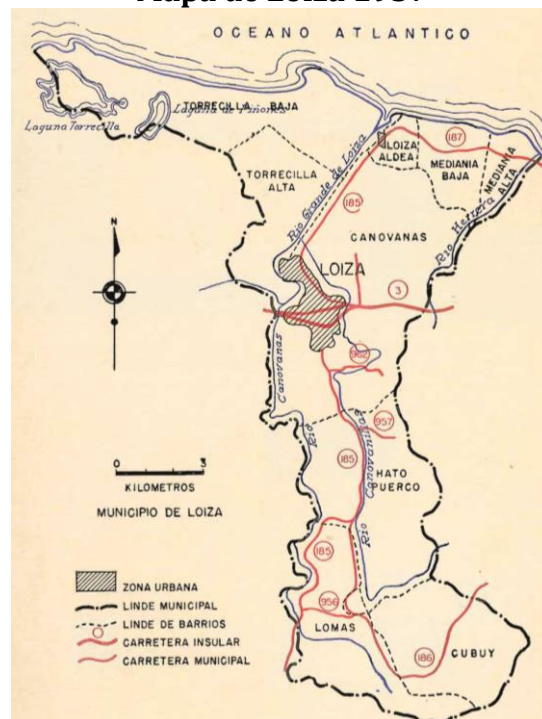 Mapa de Loíza 1957
OCEANO ATLANTICO
TORRECILLA BAJA
Laguna de Piñones
Laguna Torrecilla
187
LOIZA
ALDEA
MEDIANIA
BAJA
MEDIANIA
ALTA
TORRECILLA
ALTA
Rio Grande de Loiza
185
Rio Herrera
CANOVANAS
N
LOIZA
3
962
Canovanas
Rio
957
185
Canovanillas
Rio
HATO
PUERCO
0 3
KILOMETROS
MUNICIPIO DE LOIZA
185
956
LOMAS
186
CUBUY
ZONA URBANA
LINDE MUNICIPAL
LINDE DE BARRIOS
CARRETERA INSULAR
CARRETERA MUNICIPAL